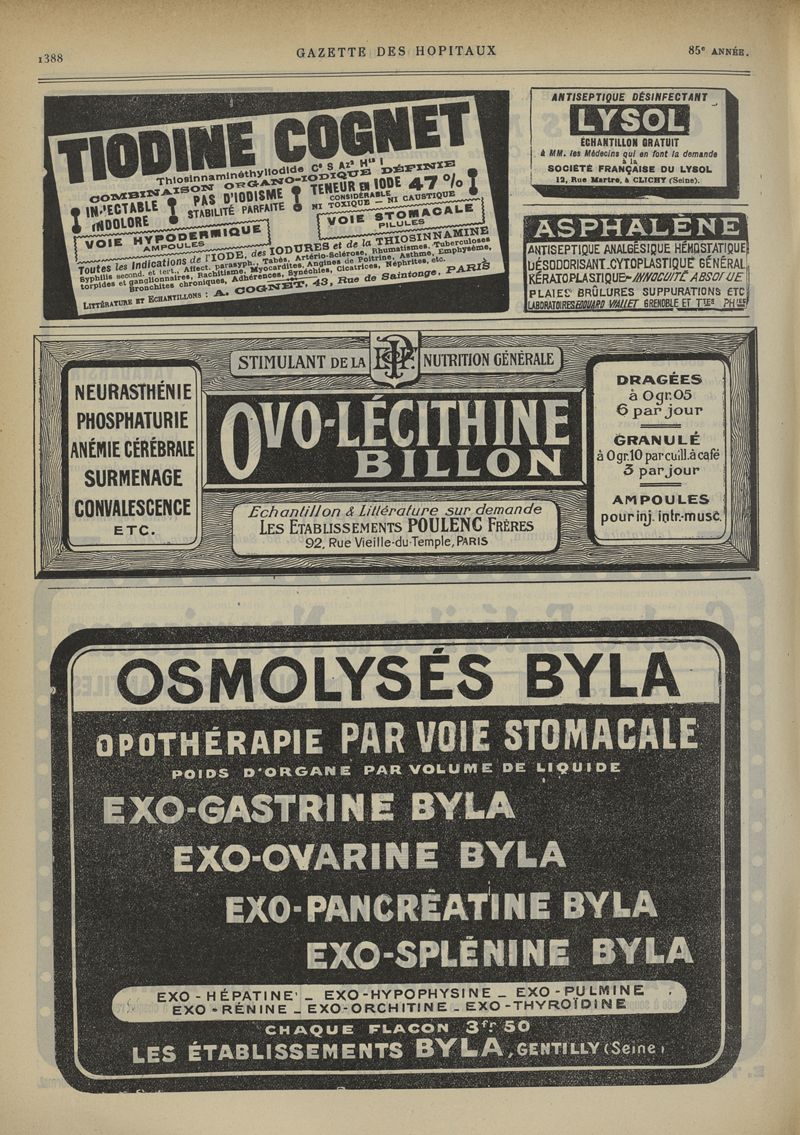 1388
GAZETTE DES HOPITAUX
85e ANNÉE.
TIODINE COGNET
Thiosinnaminéthyliodide C6 S Az2 H13 I
COMBINAISON ORGANO-IODIQUE DÉFINIE
INJECTABLE
INDOLORE
PAS D'IODISME
STABILITÉ PARFAITE
TENEUR EN IODE 47 %
CONSIDÉRABLE
NI TOXIQUE — NI CAUSTIQUE
VOIE HYPODERMIQUE
AMPOULES
VOIE STOMACALE
PILULES
Toutes les Indications de l'IODE, des IODURES et de la THIOSINNAMINE
Syphilis second. et tert., Affect. parasyph., Tabès, Artério-Sclérose, Rhumatismes, Tuberculoses
torpides et ganglionnaires, Rachitisme, Myocardites, Angines de Poitrine, Asthme, Emphysème,
Bronchites chroniques, Adhérences, Synéchies, Cicatrices, Néphrites, etc.
LITTÉRATURE ET ECHANTILLONS : A. COGNET, 43, Rue de Saintonge, PARIS
ANTISEPTIQUE DÉSINFECTANT
LYSOL
ÉCHANTILLON GRATUIT
à MM. les Médecins qui en font la demande
à la
SOCIÉTÉ FRANÇAISE DU LYSOL
12, Rue Martre, à CLICHY (Seine).
ASPHALÈNE
ANTISEPTIQUE ANALGÉSIQUE HÉMOSTATIQUE
DÉSODORISANT.CYTOPLASTIQUE GÉNÉRAL
KÉRATOPLASTIQUE-INNOCUITÉ ABSOLUE
PLAIES BRÛLURES SUPPURATIONS ETC
LABORATOIRES EDOUARD VIALLET GRENOBLE ET TTES PHIES
STIMULANT DE LA
NUTRITION GÉNÉRALE
NEURASTHÉNIE
PHOSPHATURIE
ANÉMIE CÉRÉBRALE
SURMENAGE
CONVALESCENCE
ETC.
OVO-LÉCITHINE
BILLON
Echantillon & Littérature sur demande
LES ETABLISSEMENTS POULENC FRÈRES
92, Rue Vieille-du-Temple, PARIS
DRAGÉES
à 0gr.05
6 par jour
GRANULÉ
à 0gr.10 par cuill. à café
3 par jour
AMPOULES
pour inj. intr.-musc.
OSMOLYSÉS BYLA
OPOTHÉRAPIE PAR VOIE STOMACALE
POIDS D'ORGANE PAR VOLUME DE LIQUIDE
EXO-GASTRINE BYLA
EXO-OVARINE BYLA
EXO-PANCRÉATINE BYLA
EXO-SPLÉNINE BYLA
EXO-HÉPATINE _ EXO-HYPOPHYSINE _ EXO-PULMINE
EXO-RÉNINE _ EXO-ORCHITINE _ EXO-THYROÏDINE
CHAQUE FLACON 3fr 50
LES ÉTABLISSEMENTS BYLA, GENTILLY (Seine)